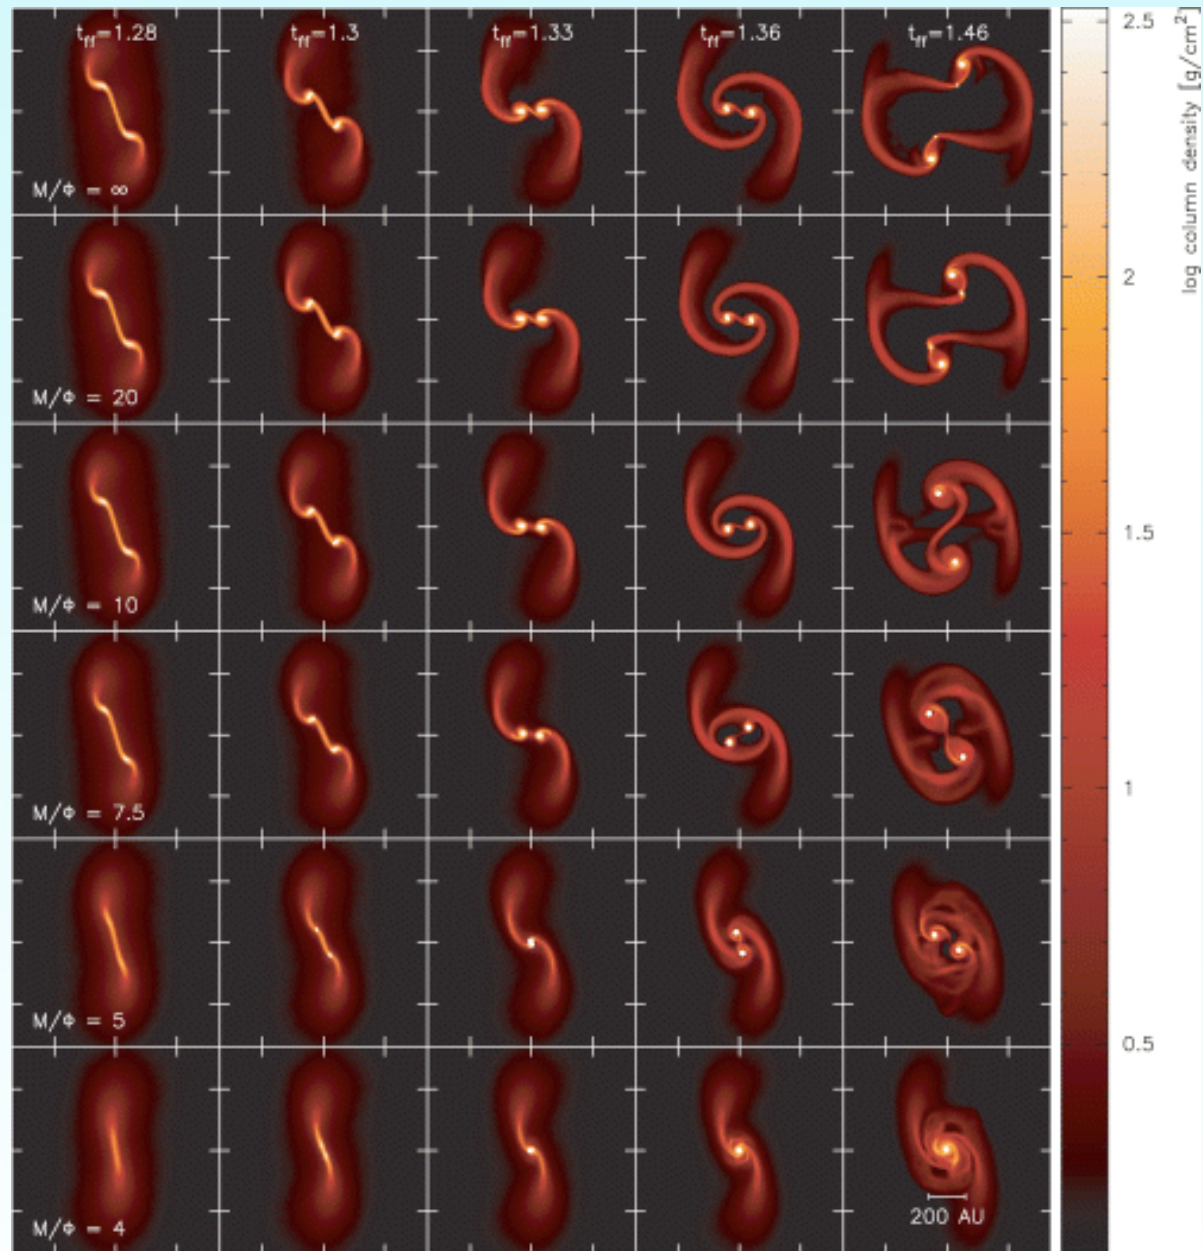 t_ff=1.28
t_ff=1.3
t_ff=1.33
t_ff=1.36
t_ff=1.46
M/Φ = ∞
M/Φ = 20
M/Φ = 10
M/Φ = 7.5
M/Φ = 5
M/Φ = 4
200 AU
2.5
2
1.5
1
0.5
log column density [g/cm²]